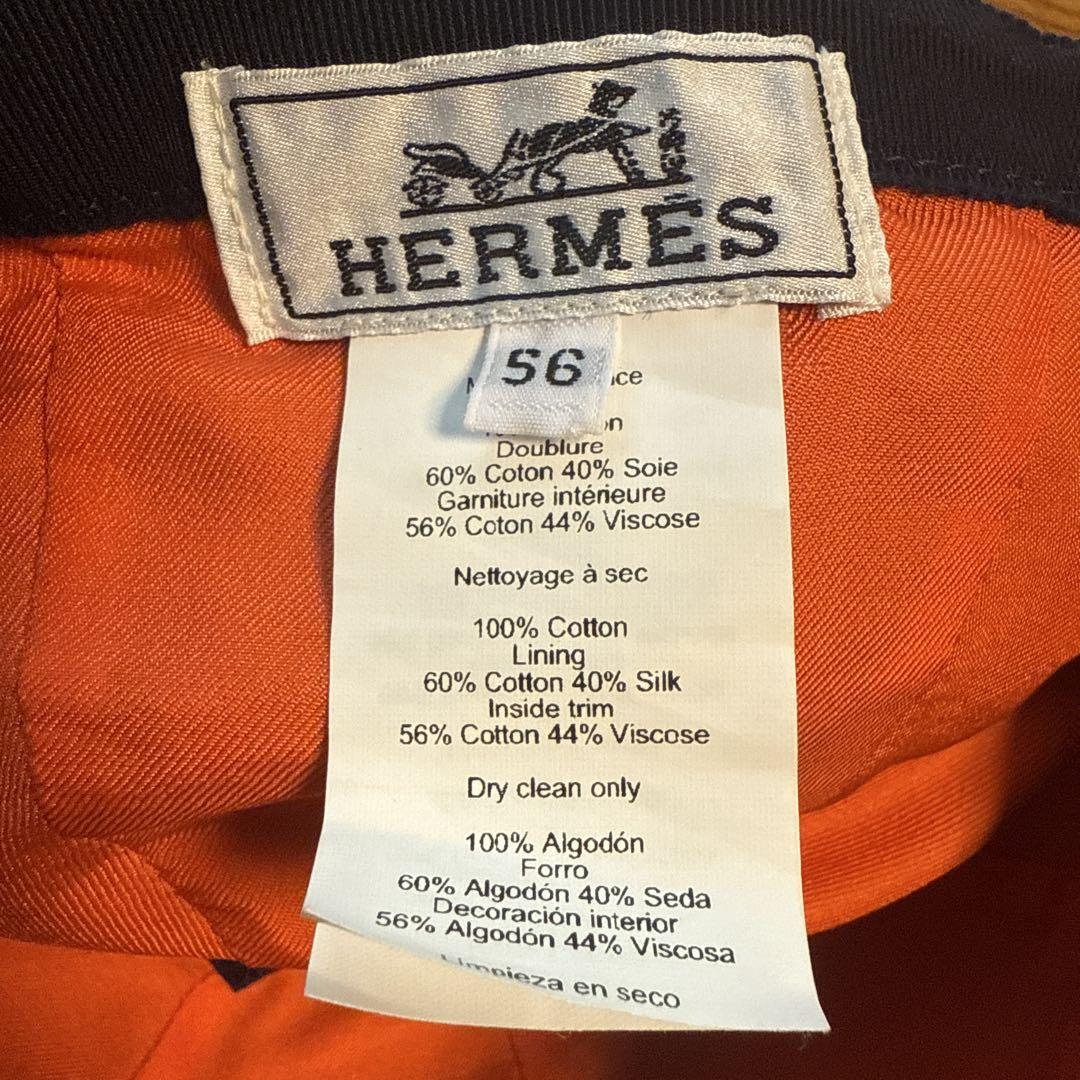 HERMÈS
56
Doublure
60% Coton 40% Soie
Garniture intérieure
56% Coton 44% Viscose
Nettoyage à sec
100% Cotton
Lining
60% Cotton 40% Silk
Inside trim
56% Cotton 44% Viscose
Dry clean only
100% Algodón
Forro
60% Algodón 40% Seda
Decoración interior
56% Algodón 44% Viscosa
Limpieza en seco